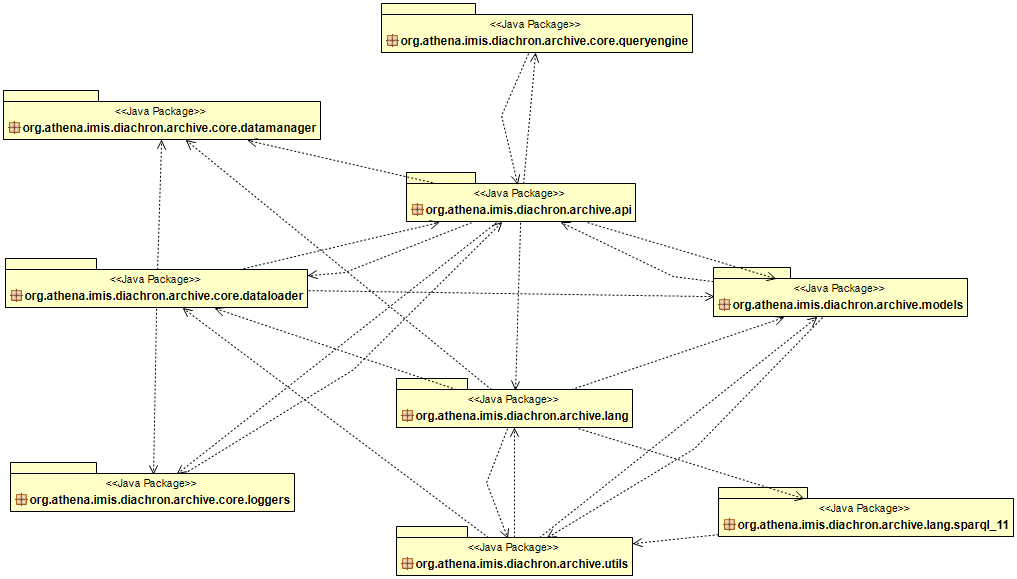 <<Java Package>>
org.athena.imis.diachron.archive.core.queryengine
<<Java Package>>
org.athena.imis.diachron.archive.core.datamanager
<<Java Package>>
org.athena.imis.diachron.archive.api
<<Java Package>>
org.athena.imis.diachron.archive.core.dataloader
<<Java Package>>
org.athena.imis.diachron.archive.models
<<Java Package>>
org.athena.imis.diachron.archive.lang
<<Java Package>>
org.athena.imis.diachron.archive.core.loggers
<<Java Package>>
org.athena.imis.diachron.archive.lang.sparql_11
<<Java Package>>
org.athena.imis.diachron.archive.utils